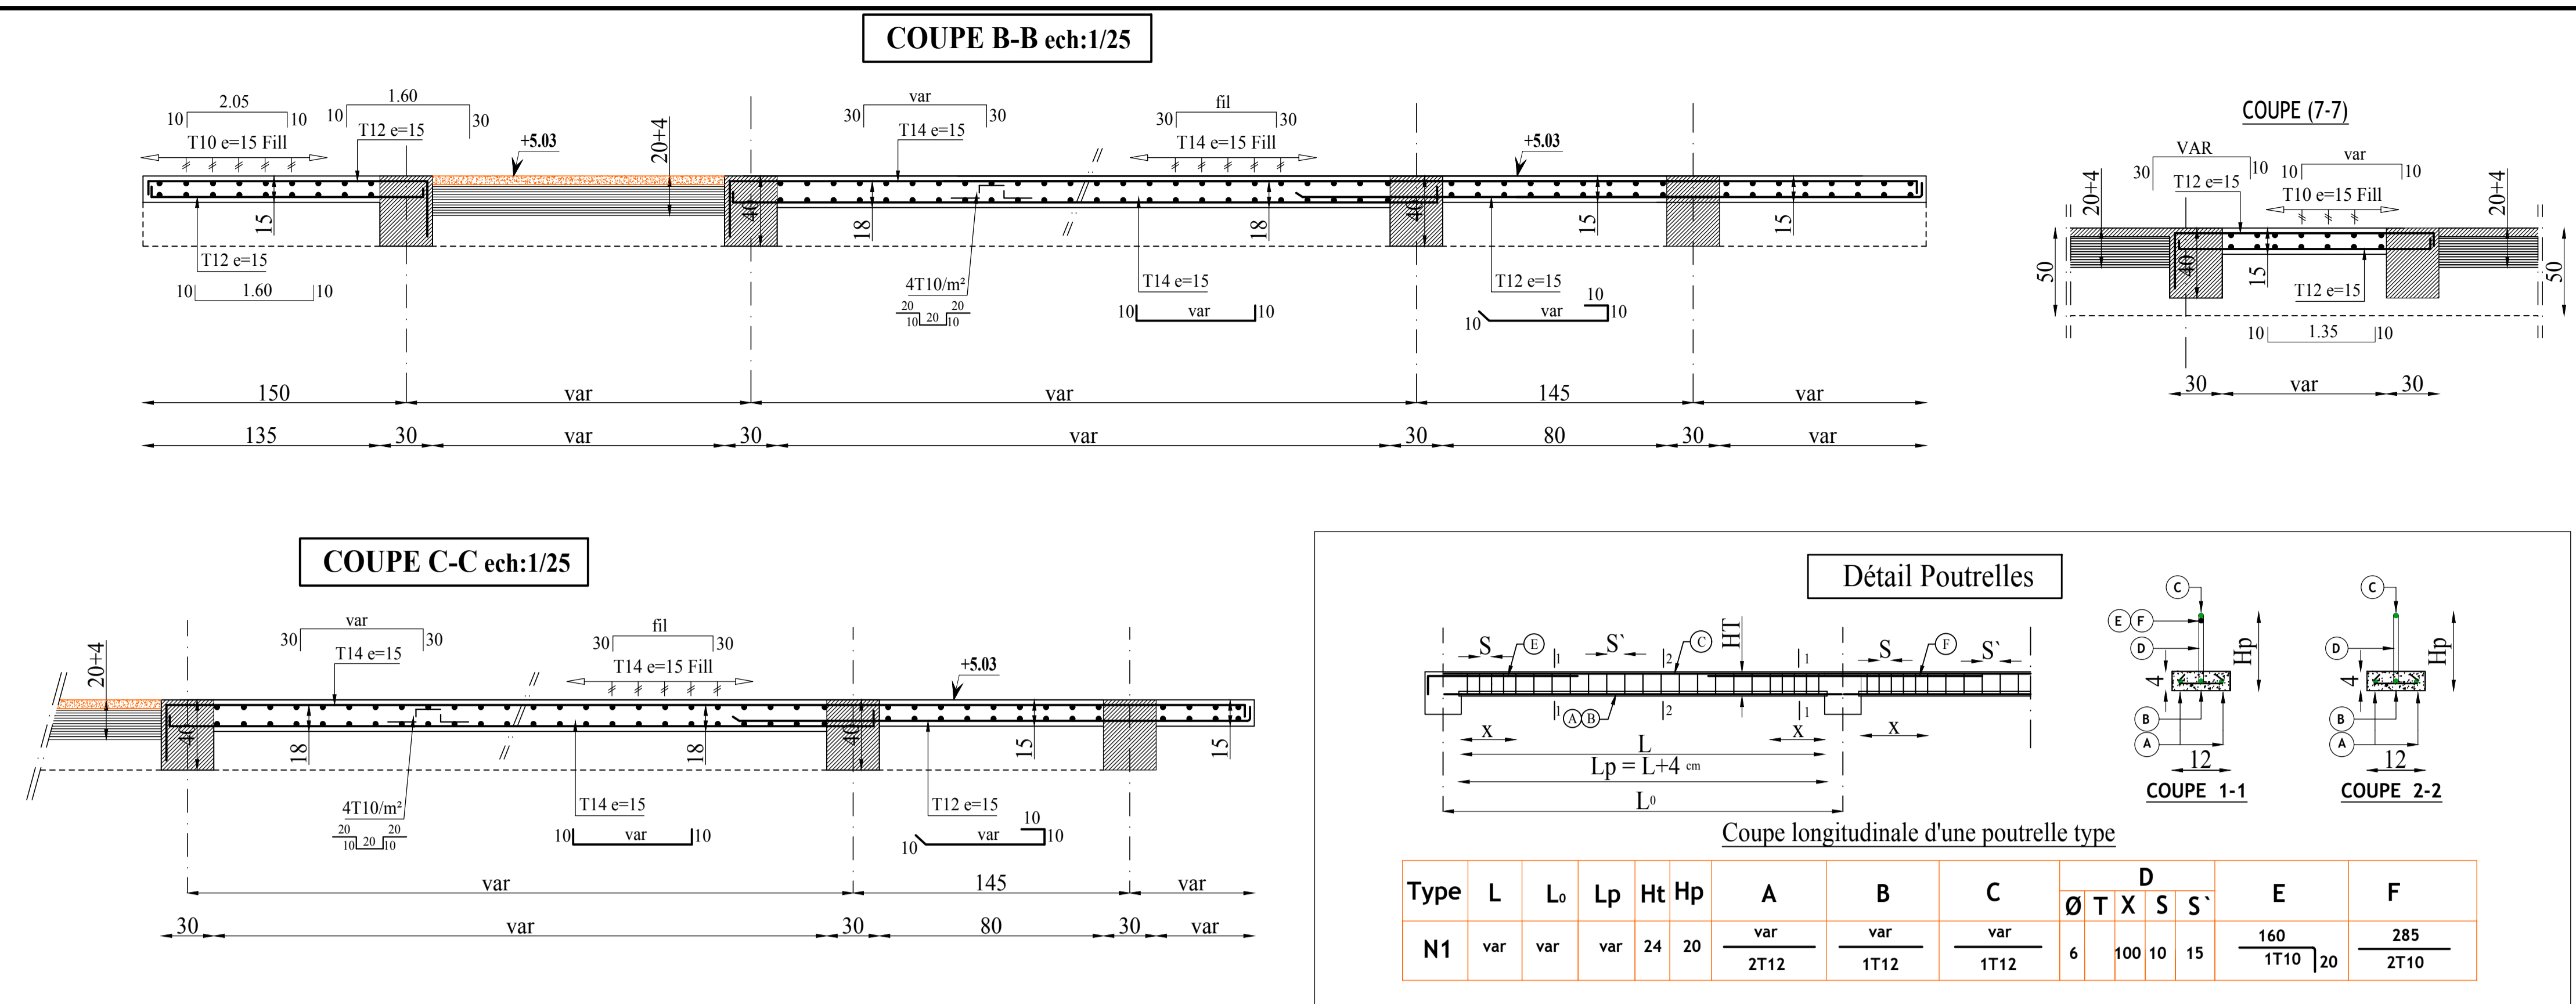 COUPE B-B ech:1/25
2.05
10 10
T10 e=15 Fill
1.60
10 30
T12 e=15
+5.03
20+4
var
30 30
T14 e=15
fil
30 30
T14 e=15 Fill
+5.03
15
40
18
18
40
15
15
T12 e=15
10 1.60 10
4T10/m²
20 20
10 20 10
T14 e=15
10 var 10
T12 e=15
10
10 var 10
150 var var 145 var
135 30 var 30 var 30 80 30 var
COUPE (7-7)
VAR
30 10
T12 e=15
var
10 10
T10 e=15 Fill
20+4
20+4
50
40
15
50
T12 e=15
10 1.35 10
30 var 30
COUPE C-C ech:1/25
20+4
var
30 30
T14 e=15
fil
30 30
T14 e=15 Fill
+5.03
40
18
18
40
15
15
4T10/m²
20 20
10 20 10
T14 e=15
10 var 10
T12 e=15
10
10 var 10
var 145 var
30 var 30 80 30 var
Détail Poutrelles
S E 1 S` 2 C HT 1 S F S`
1 A B 2 1
x x x
L
Lp = L+4 cm
L0
C
E F
D
Hp
4
B
A
12
COUPE 1-1
C
D
Hp
4
B
A
12
COUPE 2-2
Coupe longitudinale d'une poutrelle type
Type L L0 Lp Ht Hp A B C D E F
Ø T X S S`
N1 var var var 24 20 var var var 6 100 10 15 160 285
2T12 1T12 1T12 1T10 20 2T10